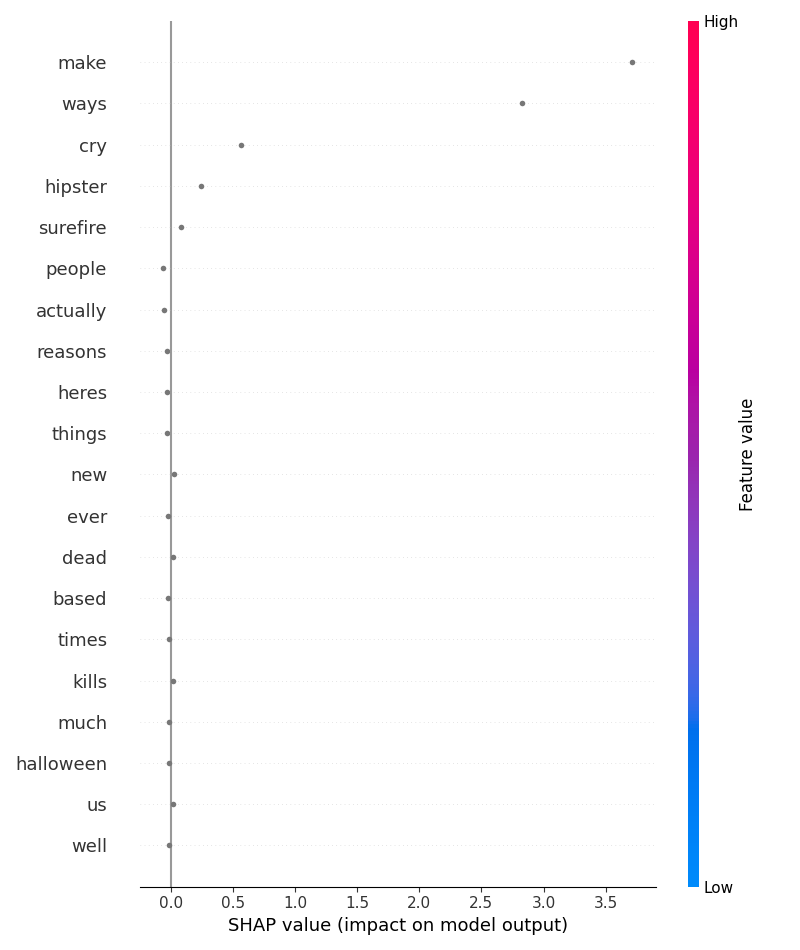 High
make
ways
cry
hipster
surefire
people
actually
reasons
heres
things
new
ever
dead
based
times
kills
much
halloween
us
well
Feature value
Low
0.0 0.5 1.0 1.5 2.0 2.5 3.0 3.5
SHAP value (impact on model output)